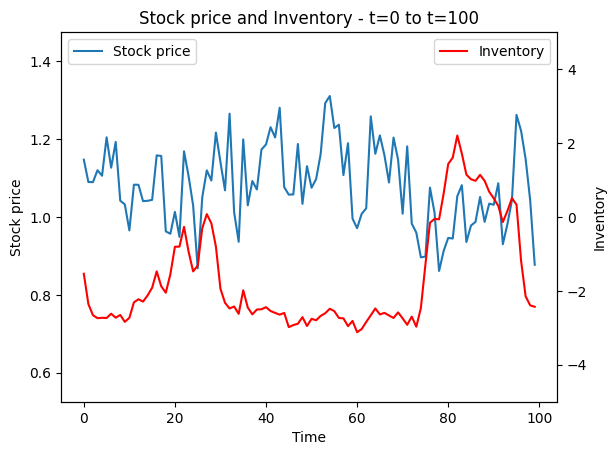 Stock price and Inventory - t=0 to t=100
Stock price
Inventory
1.4
1.2
1.0
0.8
0.6
Stock price
4
2
0
−2
−4
Inventory
0
20
40
60
80
100
Time